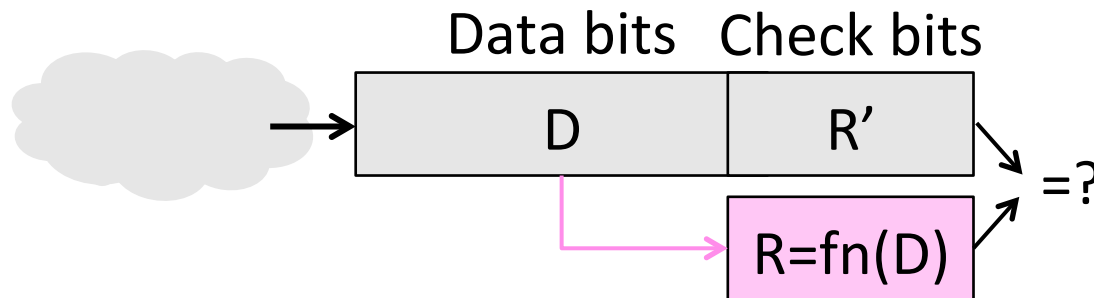 Data bits Check bits
D R’
=?
R=fn(D)